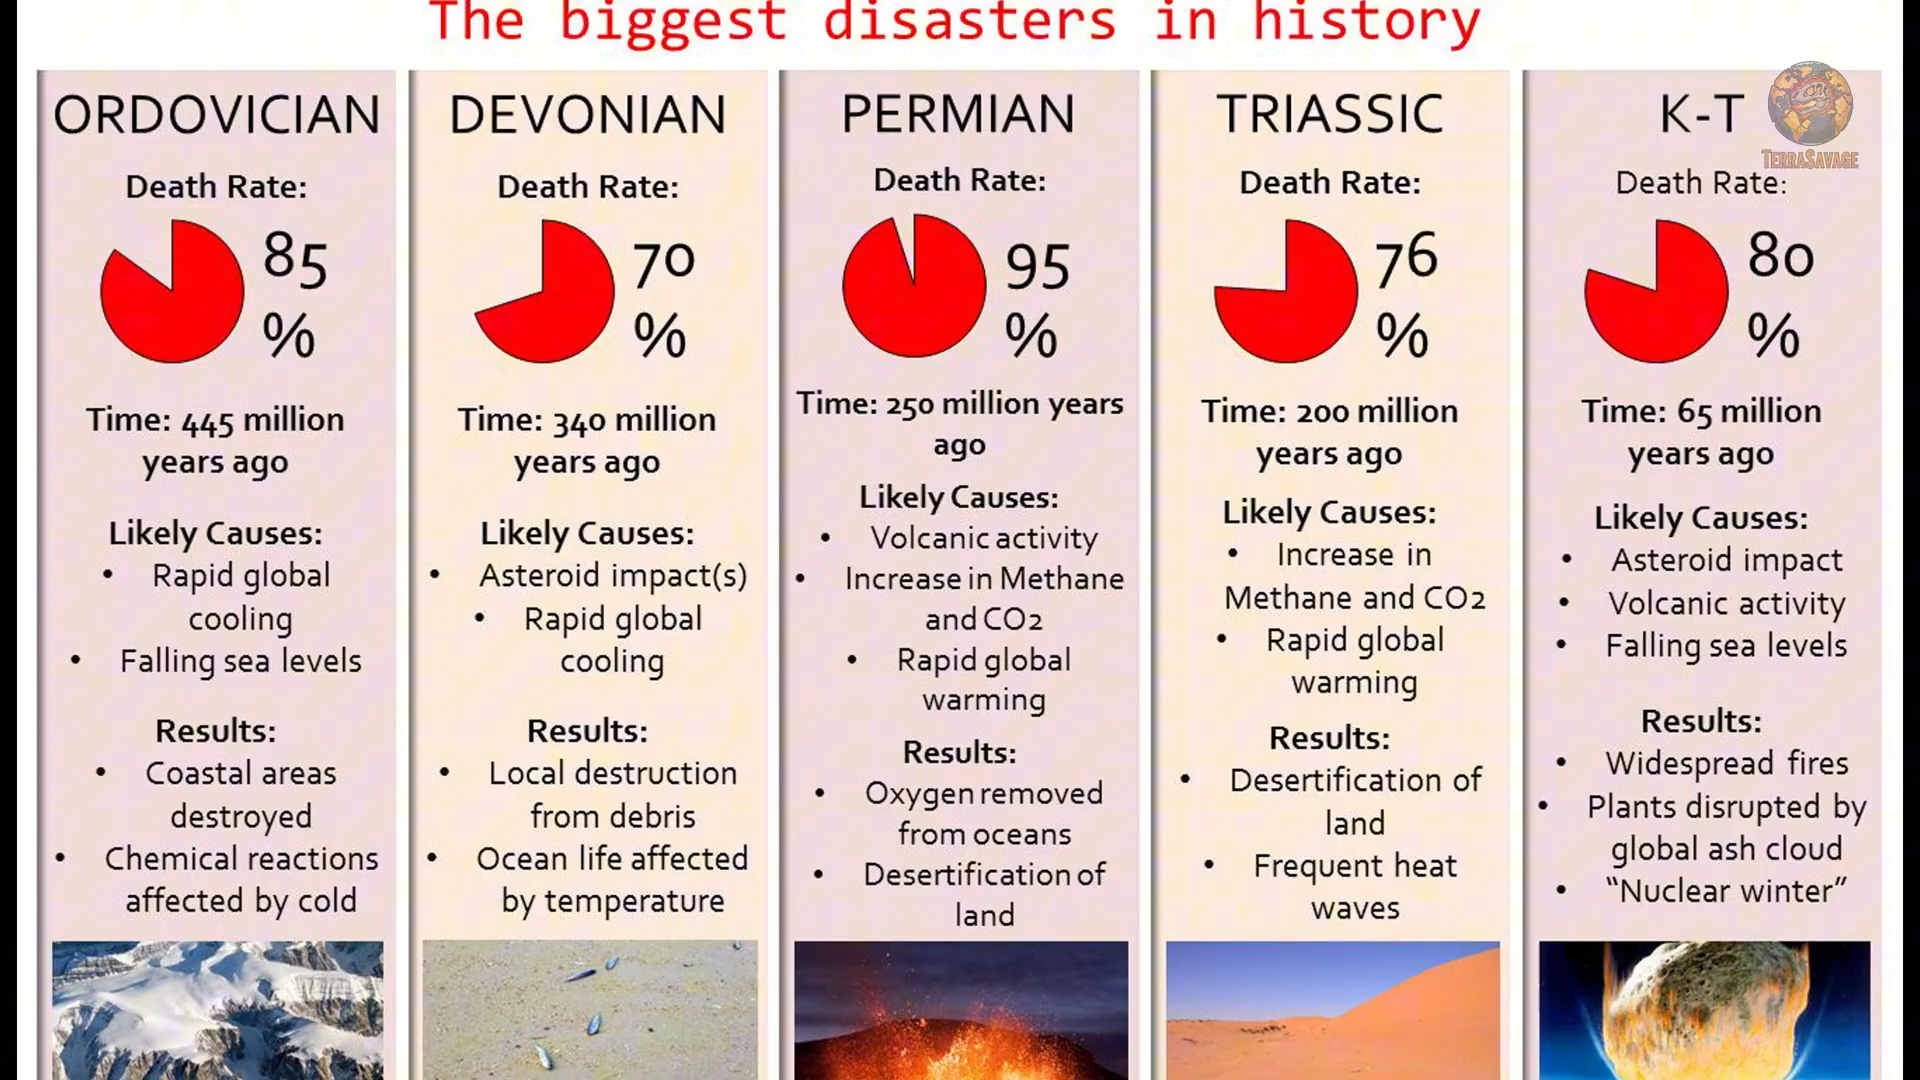 The biggest disasters in history
ORDOVICIAN
Death Rate:
85
%
Time: 445 million
years ago
Likely Causes:
• Rapid global
cooling
• Falling sea levels
Results:
• Coastal areas
destroyed
• Chemical reactions
affected by cold
DEVONIAN
Death Rate:
70
%
Time: 340 million
years ago
Likely Causes:
• Asteroid impact(s)
• Rapid global
cooling
Results:
• Local destruction
from debris
• Ocean life affected
by temperature
PERMIAN
Death Rate:
95
%
Time: 250 million years
ago
Likely Causes:
• Volcanic activity
• Increase in Methane
and CO2
• Rapid global
warming
Results:
• Oxygen removed
from oceans
• Desertification of
land
TRIASSIC
Death Rate:
76
%
Time: 200 million
years ago
Likely Causes:
• Increase in
Methane and CO2
• Rapid global
warming
Results:
• Desertification of
land
• Frequent heat
waves
K-T
Death Rate:
80
%
Time: 65 million
years ago
Likely Causes:
• Asteroid impact
• Volcanic activity
• Falling sea levels
Results:
• Widespread fires
• Plants disrupted by
global ash cloud
• “Nuclear winter”
TERRASAVAGE